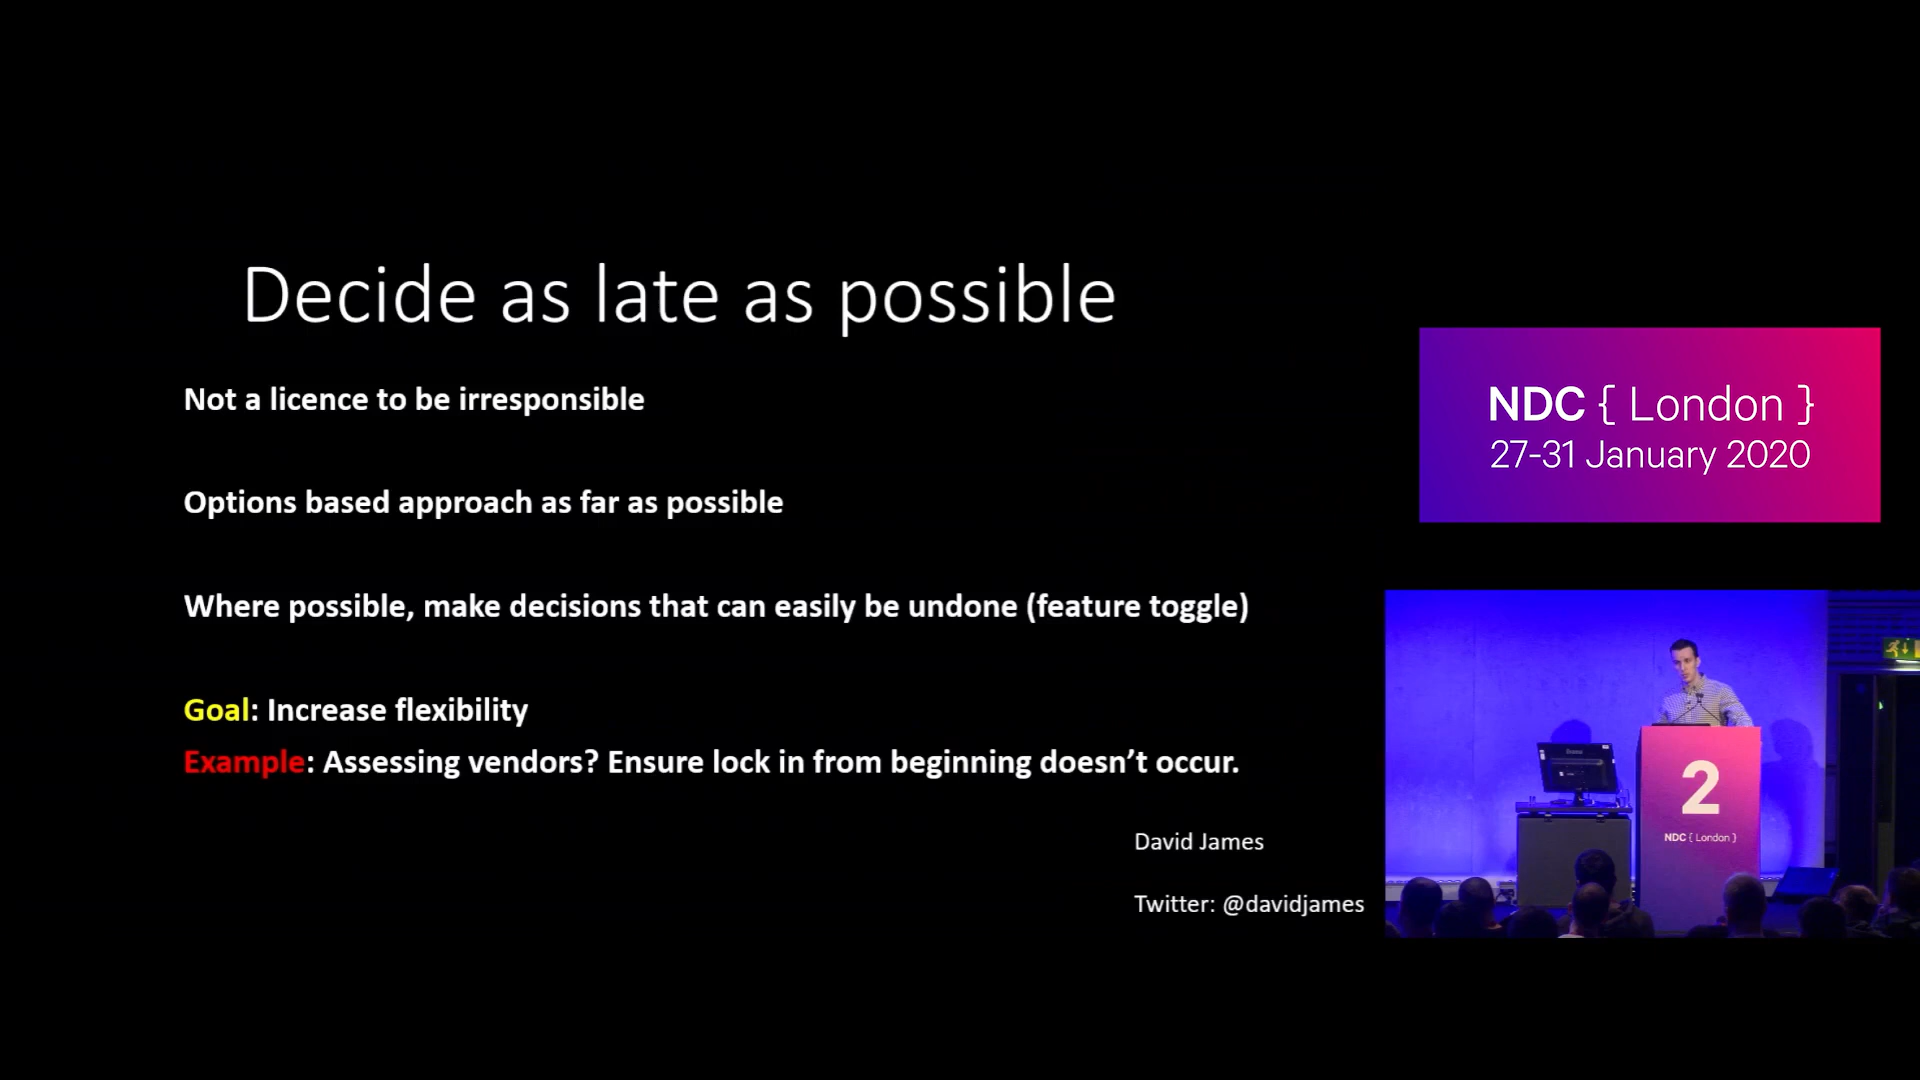 Decide as late as possible
Not a licence to be irresponsible
Options based approach as far as possible
Where possible, make decisions that can easily be undone (feature toggle)
Goal: Increase flexibility
Example: Assessing vendors? Ensure lock in from beginning doesn’t occur.
David James
Twitter: @davidjames
NDC { London }
27-31 January 2020
2
NDC { London }